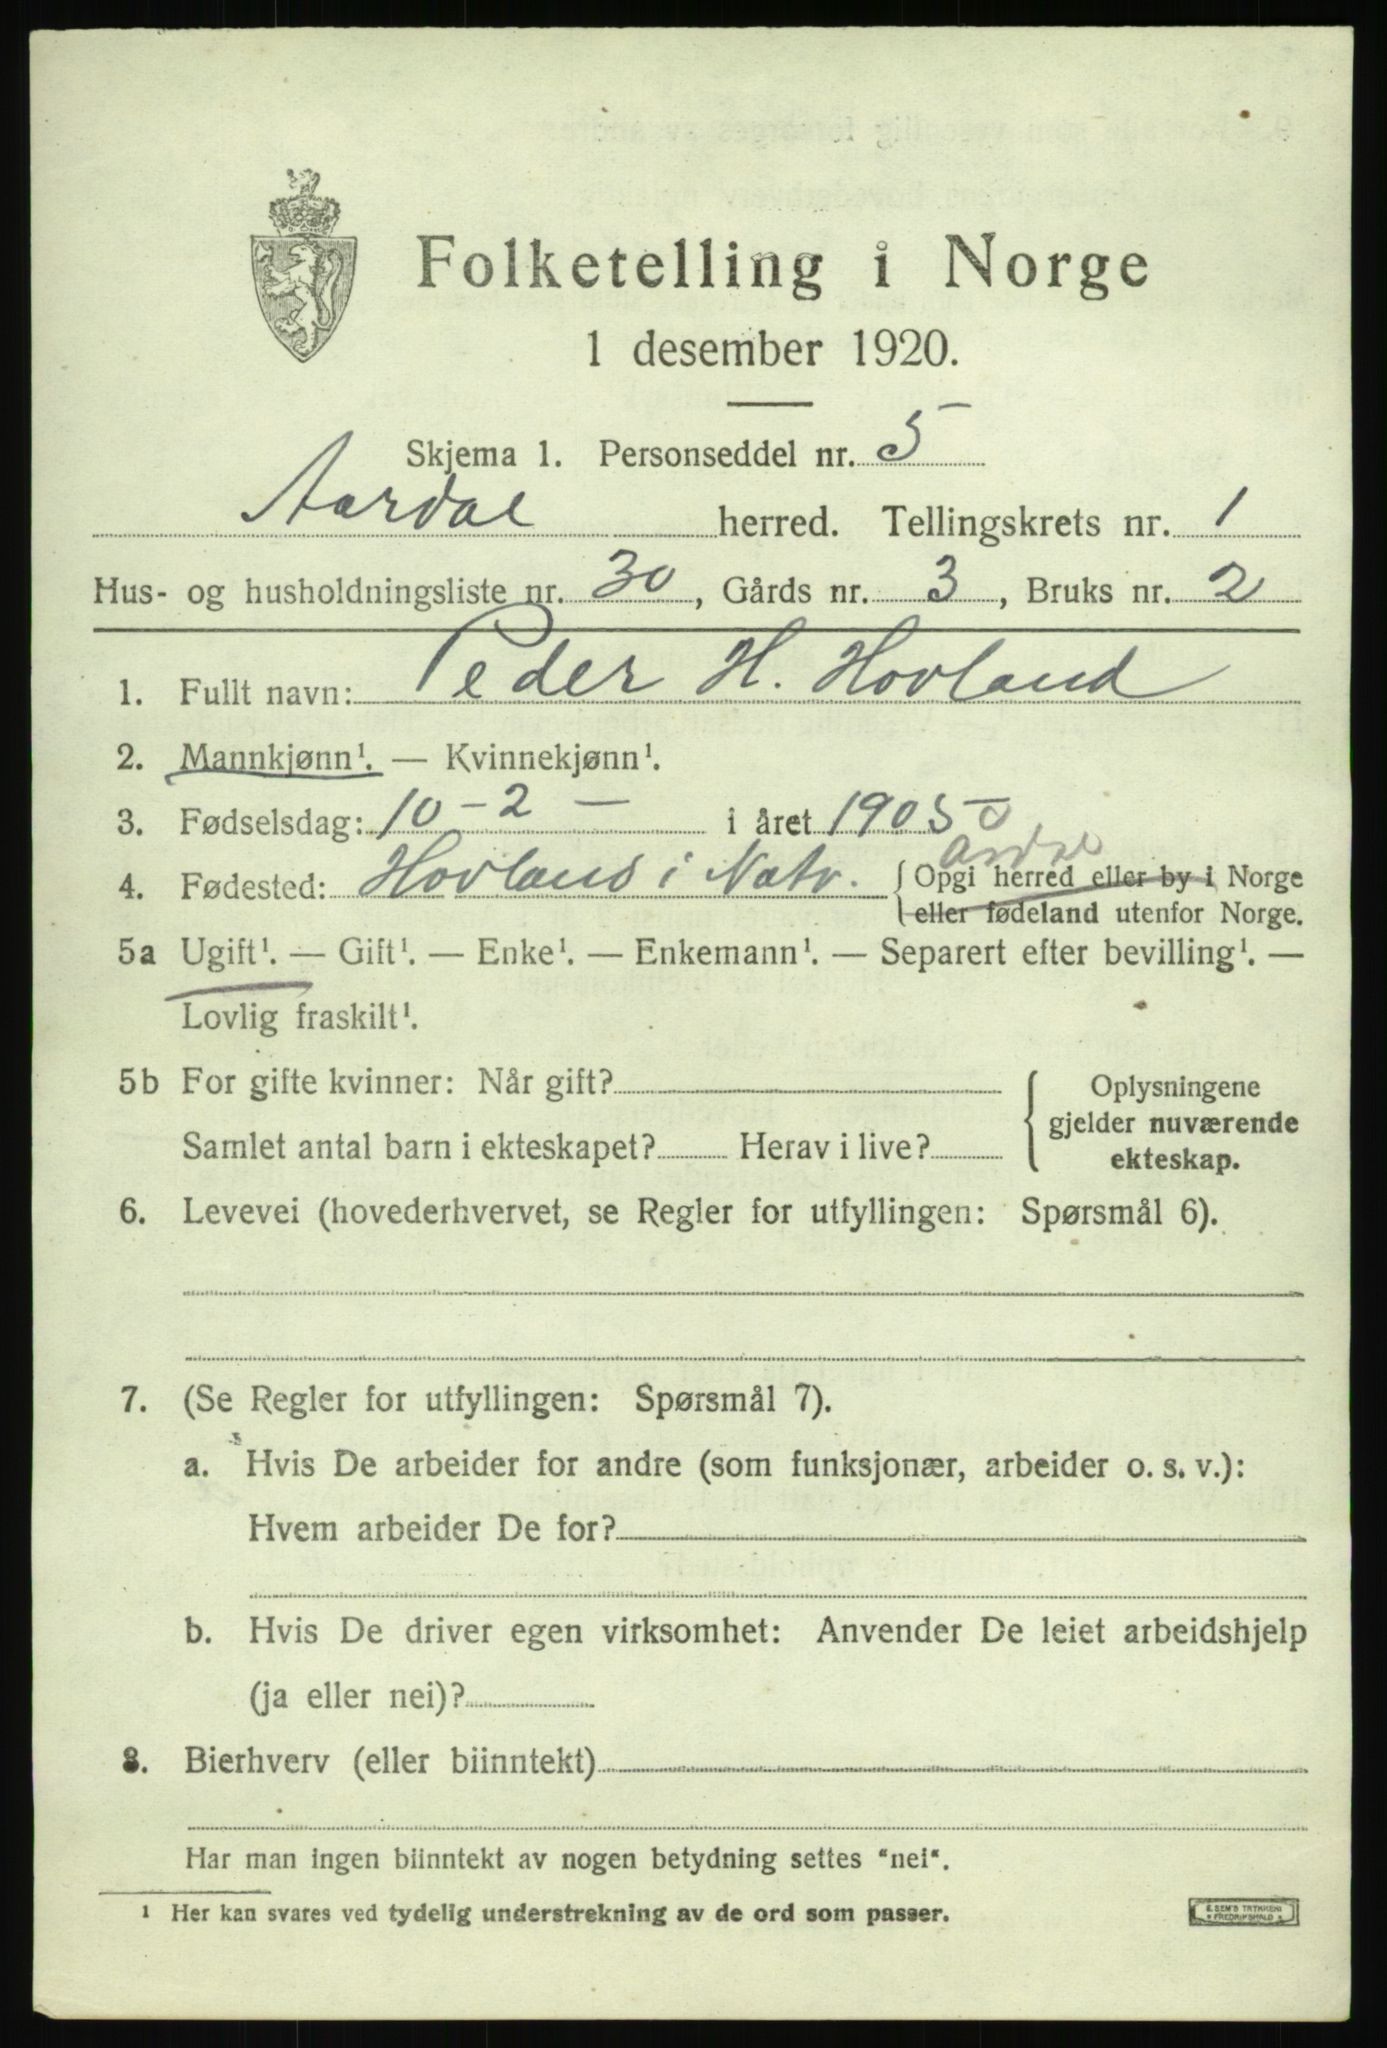 Folketelling i Norge
1 desember 1920.
Skjema 1. Personseddel nr. 5
Aardal herred. Tellingskrets nr. 1
Hus- og husholdningsliste nr. 30, Gårds nr. 3, Bruks nr. 2
1. Fullt navn: Peder H. Hovland
2. Mannkjønn¹. — Kvinnekjønn¹.
3. Fødselsdag: 10 - 2 — i året 1905
Årdal
4. Fødested: Hovland i Natv. { Opgi herred eller by i Norge
eller fødeland utenfor Norge.
5a Ugift¹. — Gift¹. — Enke¹. — Enkemann¹. — Separert efter bevilling¹. —
Lovlig fraskilt¹.
5b For gifte kvinner: Når gift?
Samlet antal barn i ekteskapet? Herav i live?
{ Oplysningene
gjelder nuværende
ekteskap.
6. Levevei (hovederhvervet, se Regler for utfyllingen: Spørsmål 6).
7. (Se Regler for utfyllingen: Spørsmål 7).
a. Hvis De arbeider for andre (som funksjonær, arbeider o. s. v.):
Hvem arbeider De for?
b. Hvis De driver egen virksomhet: Anvender De leiet arbeidshjelp
(ja eller nei)?
8. Bierhverv (eller biinntekt)
Har man ingen biinntekt av nogen betydning settes "nei".
¹ Her kan svares ved tydelig understrekning av de ord som passer.
E. SEM'S TRYKKERI
FREDRIKSHALD